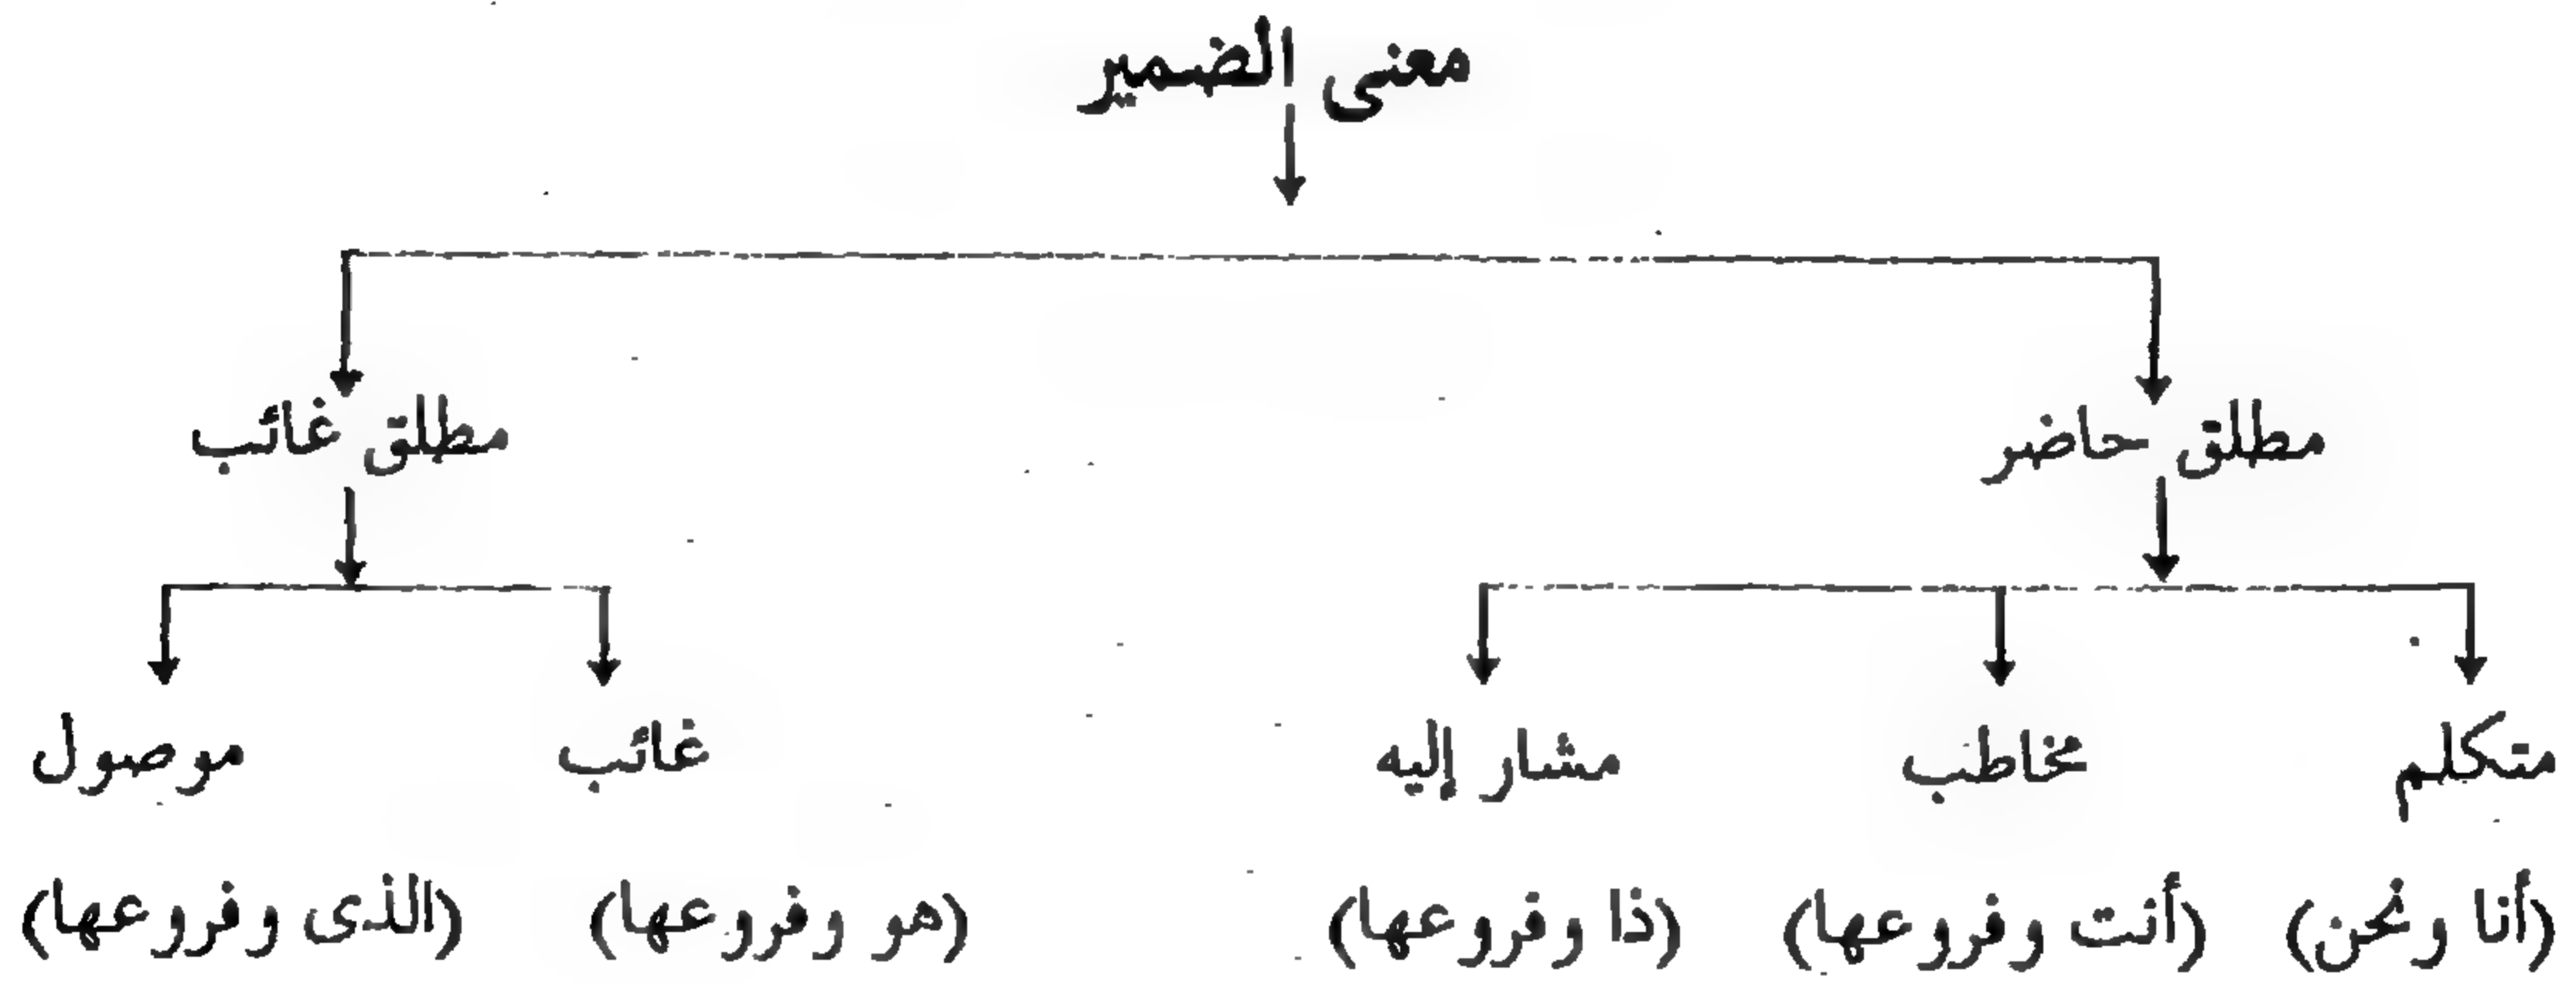 معنى الضمير
مطلق حاضر مطلق غائب
متكلم مخاطب مشار إليه غائب موصول
(أنا ونحن) (أنت وفروعها) (ذا وفروعها) (هو وفروعها) (الذى وفروعها)